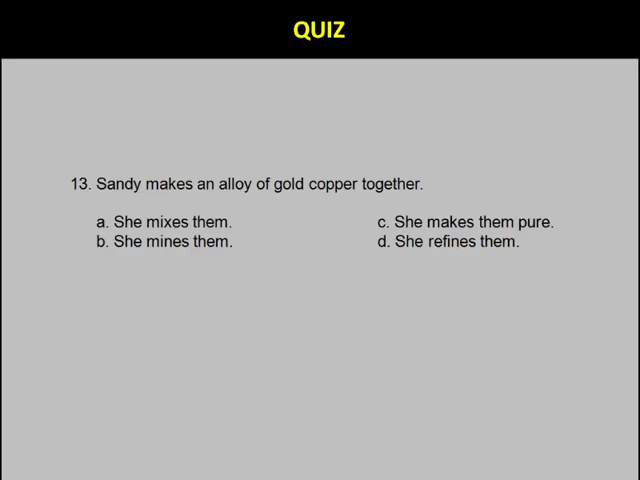 QUIZ
13. Sandy makes an alloy of gold copper together.
a. She mixes them. c. She makes them pure.
b. She mines them. d. She refines them.